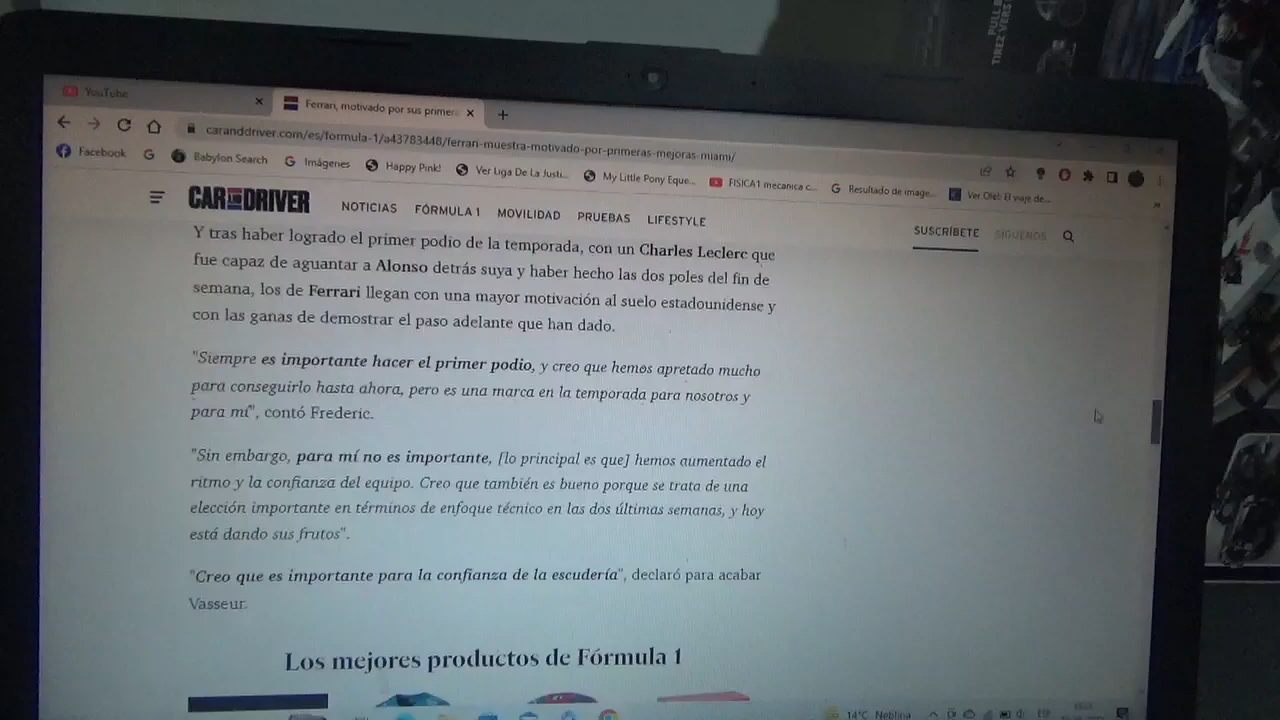 PULL B
TIREZ VERS
YouTube
Ferrari, motivado por sus primer
caranddriver.com/es/formula-1/a43783448/ferrari-muestra-motivado-por-primeras-mejoras-miami/
Facebook
Babylon Search
Imágenes
Happy Pink!
Ver Liga De La Justi...
My Little Pony Eque...
FISICA1 mecanica c...
Resultado de image...
Ver Ofel: El viaje de...
CAR AND DRIVER
NOTICIAS FÓRMULA 1 MOVILIDAD PRUEBAS LIFESTYLE
SUSCRÍBETE SÍGUENOS
Y tras haber logrado el primer podio de la temporada, con un Charles Leclerc que
fue capaz de aguantar a Alonso detrás suya y haber hecho las dos poles del fin de
semana, los de Ferrari llegan con una mayor motivación al suelo estadounidense y
con las ganas de demostrar el paso adelante que han dado.
"Siempre es importante hacer el primer podio, y creo que hemos apretado mucho
para conseguirlo hasta ahora, pero es una marca en la temporada para nosotros y
para mí", contó Frederic.
"Sin embargo, para mí no es importante, [lo principal es que] hemos aumentado el
ritmo y la confianza del equipo. Creo que también es bueno porque se trata de una
elección importante en términos de enfoque técnico en las dos últimas semanas, y hoy
está dando sus frutos".
"Creo que es importante para la confianza de la escudería", declaró para acabar
Vasseur.
Los mejores productos de Fórmula 1
14°C Neblina
ESP